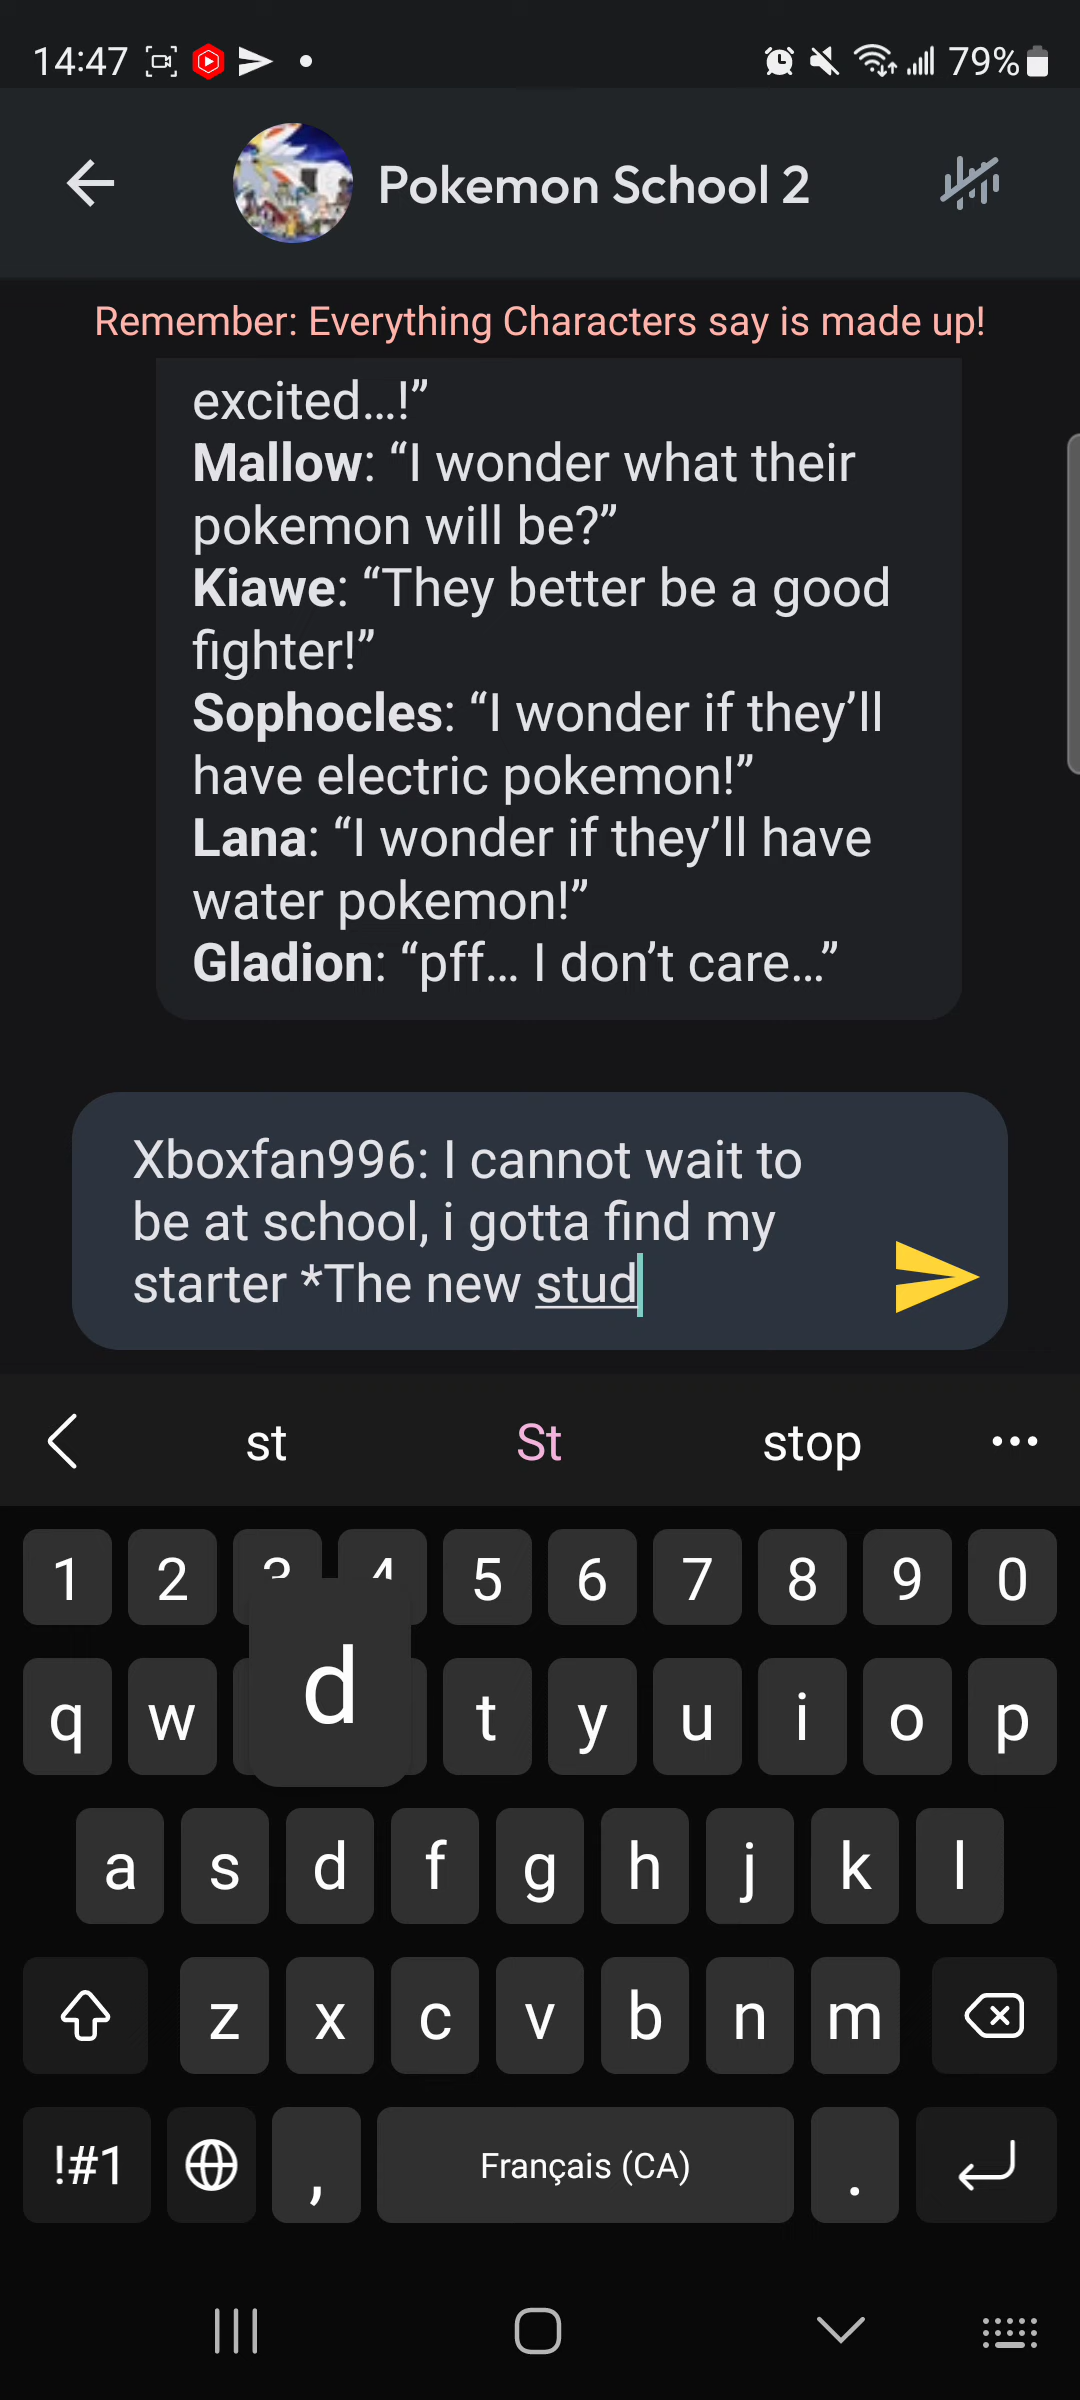 14:47 79%
Pokemon School 2
Remember: Everything Characters say is made up!
excited...!”
Mallow: “I wonder what their
pokemon will be?”
Kiawe: “They better be a good
fighter!”
Sophocles: “I wonder if they’ll
have electric pokemon!”
Lana: “I wonder if they’ll have
water pokemon!”
Gladion: “pff... I don’t care...”
Xboxfan996: I cannot wait to
be at school, i gotta find my
starter *The new stud
st St stop
1 2 3 4 5 6 7 8 9 0
q w d t y u i o p
a s d f g h j k l
z x c v b n m
!#1 , Français (CA) .